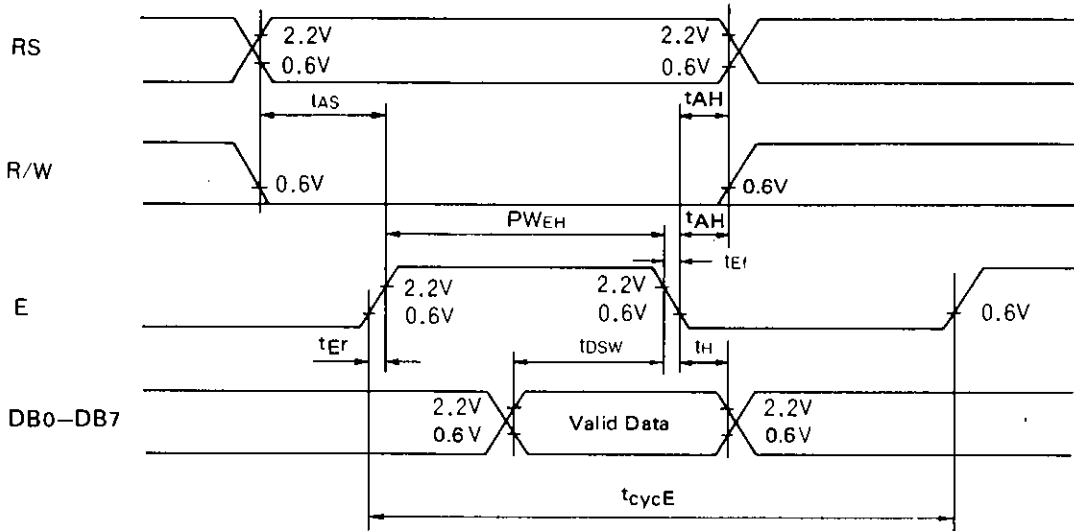 RS
2.2V 2.2V
0.6V 0.6V
tAS tAH
R/W
0.6V 0.6V
PWEH tAH
tEf
E
2.2V 2.2V
0.6V 0.6V 0.6V
tEr tDSW tH
DB0–DB7
2.2V Valid Data 2.2V
0.6V 0.6V
tcycE